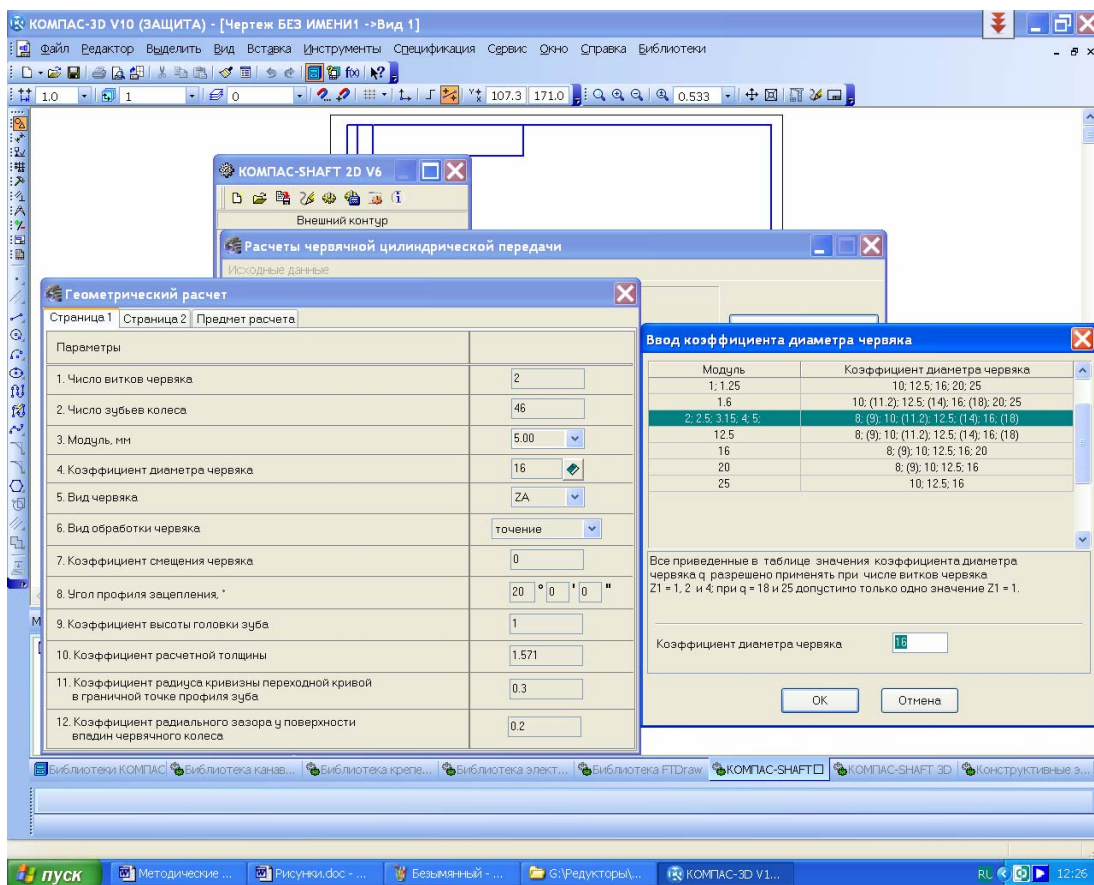 КОМПАС-3D V10 (ЗАЩИТА) - [Чертеж БЕЗ ИМЕНИ1 ->Вид 1]
Файл Редактор Выделить Вид Вставка Инструменты Спецификация Сервис Окно Справка Библиотеки
1.0 1 0 107.3 171.0 0.533
КОМПАС-SHAFT 2D V6
Внешний контур
Расчеты червячной цилиндрической передачи
Исходные данные
Геометрический расчет
Страница 1 Страница 2 Предмет расчета
Параметры
1. Число витков червяка 2
2. Число зубьев колеса 46
3. Модуль, мм 5.00
4. Коэффициент диаметра червяка 16
5. Вид червяка ZA
6. Вид обработки червяка точение
7. Коэффициент смещения червяка 0
8. Угол профиля зацепления, ° 20 ° 0 ' 0 "
9. Коэффициент высоты головки зуба 1
10. Коэффициент расчетной толщины 1.571
11. Коэффициент радиуса кривизны переходной кривой
в граничной точке профиля зуба 0.3
12. Коэффициент радиального зазора у поверхности
впадин червячного колеса 0.2
Ввод коэффициента диаметра червяка
Модуль Коэффициент диаметра червяка
1; 1.25 10; 12.5; 16; 20; 25
1.6 10; (11.2); 12.5; (14); 16; (18); 20; 25
2; 2.5; 3.15; 4; 5; 8; (9); 10; (11.2); 12.5; (14); 16; (18)
12.5 8; (9); 10; (11.2); 12.5; (14); 16; (18)
16 8; (9); 10; 12.5; 16; 20
20 8; (9); 10; 12.5; 16
25 10; 12.5; 16
Все приведенные в таблице значения коэффициента диаметра
червяка q разрешено применять при числе витков червяка
Z1 = 1, 2 и 4; при q = 18 и 25 допустимо только одно значение Z1 = 1.
Коэффициент диаметра червяка 16
OK Отмена
Библиотеки КОМПАС Библиотека канав... Библиотека крепе... Библиотека элект... Библиотека FTDraw КОМПАС-SHAFT КОМПАС-SHAFT 3D Конструктивные э...
пуск Методические ... Рисунки.doc - ... Безымянный - ... G:\Редукторы\... КОМПАС-3D V1... RL 12:26